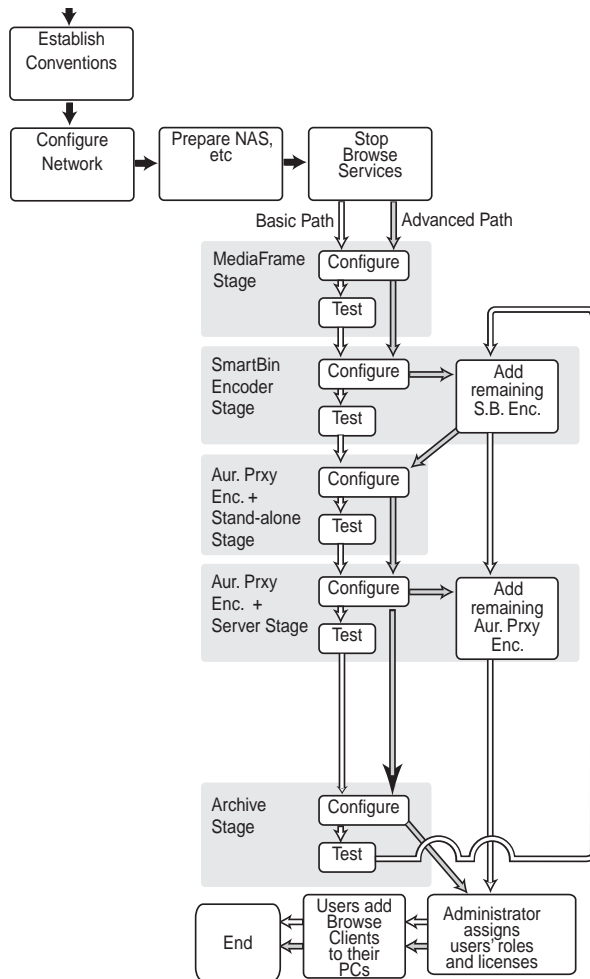 Establish
Conventions
Configure
Network
Prepare NAS,
etc
Stop
Browse
Services
Basic Path
Advanced Path
MediaFrame
Stage
Configure
Test
SmartBin
Encoder
Stage
Configure
Test
Add
remaining
S.B. Enc.
Aur. Prxy
Enc. +
Stand-alone
Stage
Configure
Test
Aur. Prxy
Enc. +
Server Stage
Configure
Test
Add
remaining
Aur. Prxy
Enc.
Archive
Stage
Configure
Test
End
Users add
Browse
Clients
to their
PCs
Administrator
assigns
users' roles
and licenses